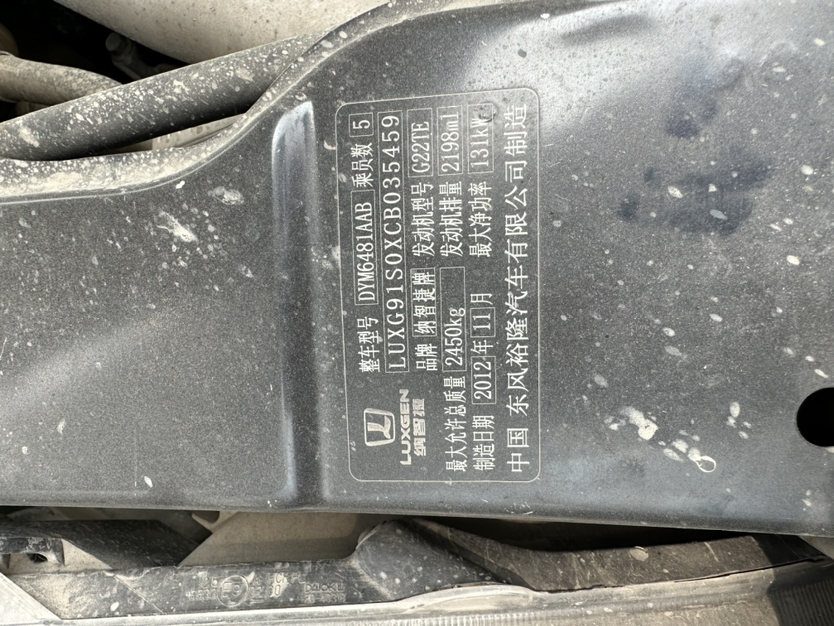 整车型号 DYM6481AAB 乘员数 5
LUXG91S0XCB035459
LUXGEN
纳智捷
品牌 纳智捷牌 发动机型号 G22TE
最大允许总质量 2450kg 发动机排量 2198ml
制造日期 2012年 11月 最大净功率 131kW
中国 东风裕隆汽车有限公司制造